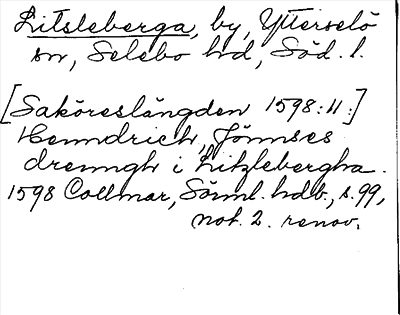 Litsleberga, by, Ytterselö
sn, Selebo hd, Söd. l.
[Saköreslängden 1598:11:]
Henndrich, Jönnses
drenngh i Litzlebergha.
1598 Collmar, Sörml. hdb., s. 99,
not. 2. renov.